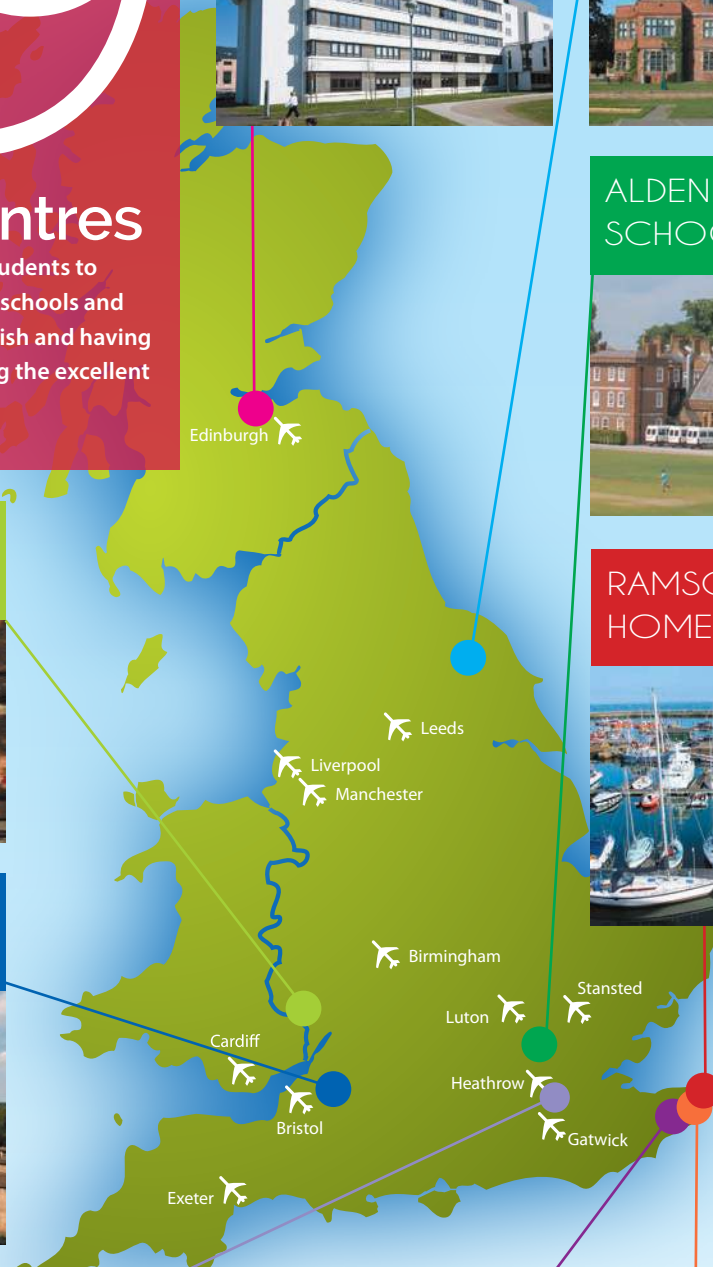 ntres
udents to
schools and
ish and having
g the excellent
ALDEN
SCHOO
RAMSG
HOME
Edinburgh
Leeds
Liverpool
Manchester
Birmingham
Stansted
Luton
Cardiff
Heathrow
Bristol
Gatwick
Exeter